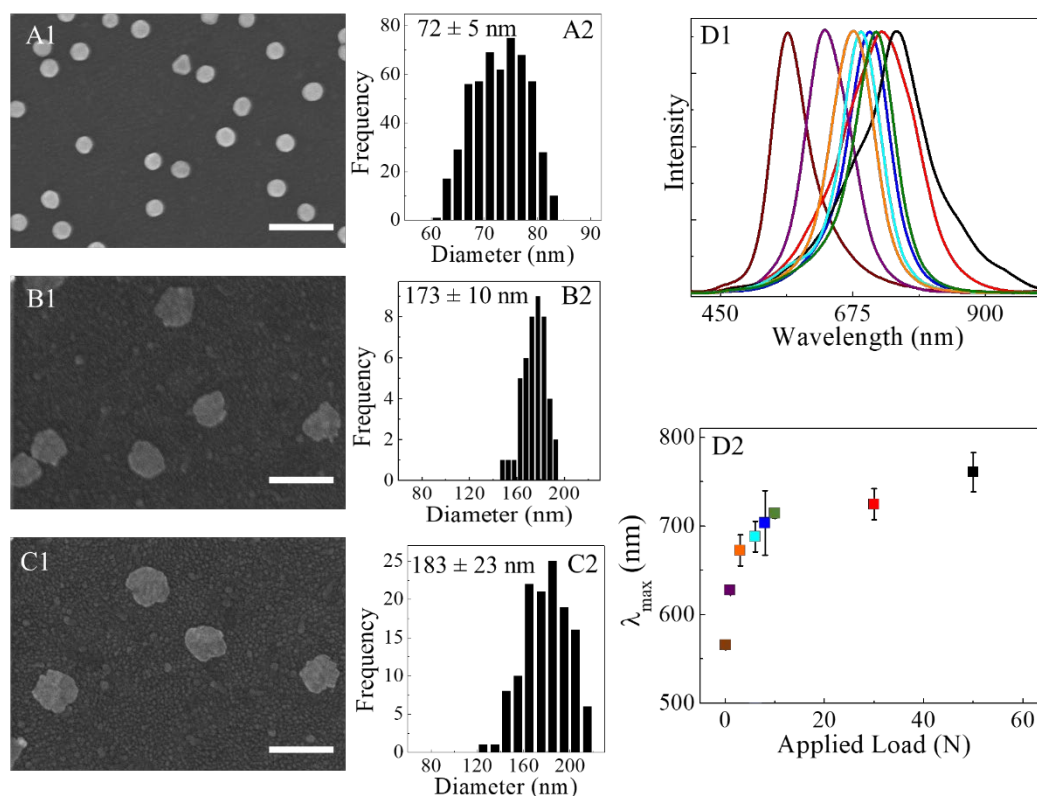 A1
72 ± 5 nm
A2
Frequency
80
60
40
20
0
60
70
80
90
Diameter (nm)
B1
173 ± 10 nm
B2
Frequency
8
6
4
2
0
80
120
160
200
Diameter (nm)
C1
183 ± 23 nm
C2
Frequency
25
20
15
10
5
0
80
120
160
200
Diameter (nm)
D1
Intensity
450
675
900
Wavelength (nm)
D2
λmax (nm)
800
700
600
500
0
20
40
60
Applied Load (N)